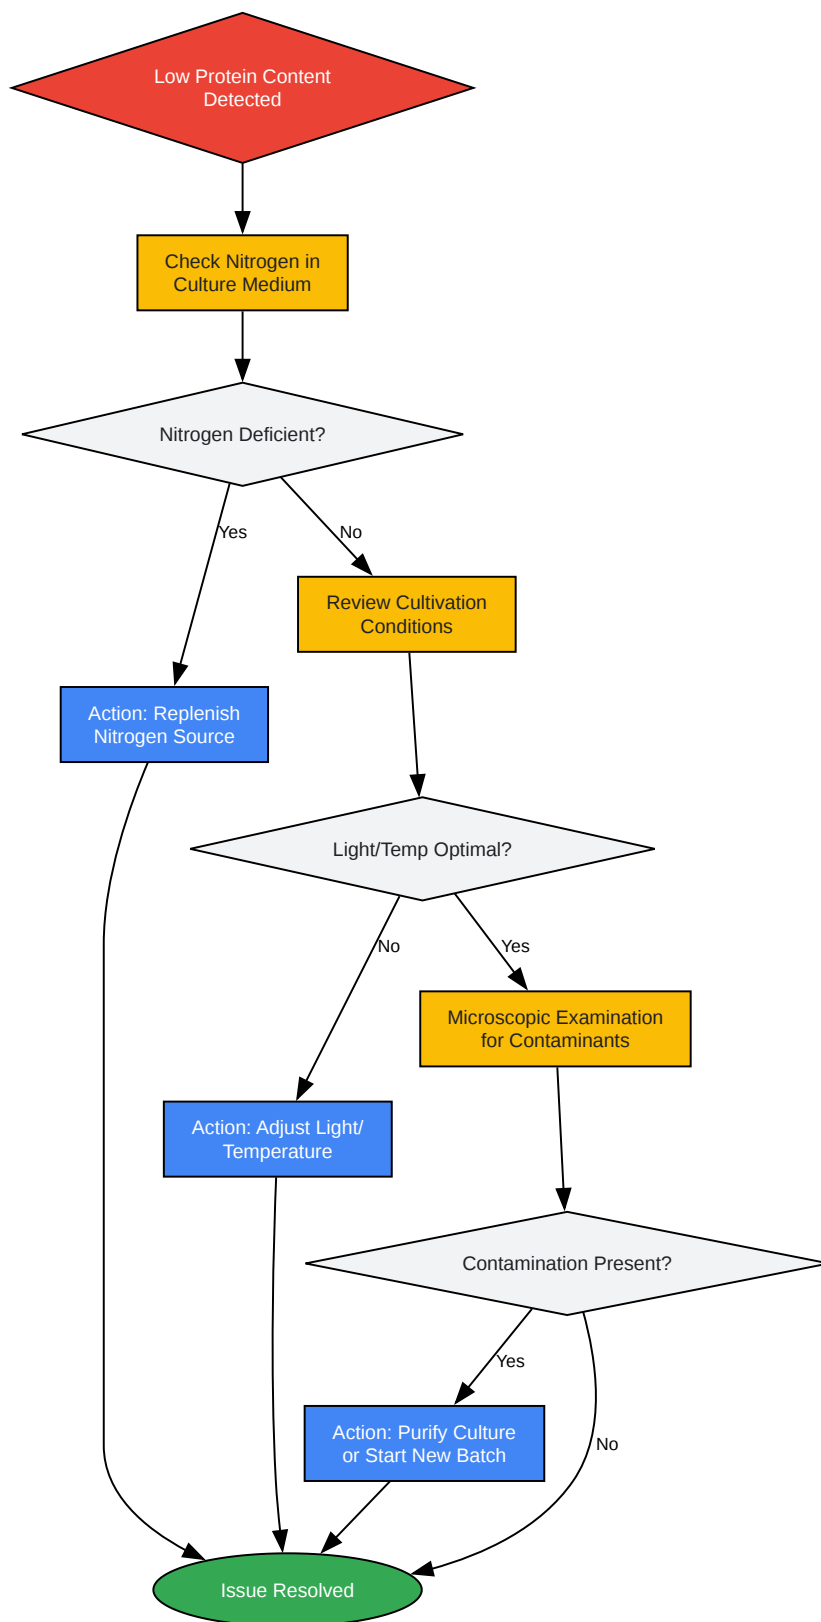 Low Protein Content
Detected
Check Nitrogen in
Culture Medium
Nitrogen Deficient?
Yes
No
Review Cultivation
Conditions
Action: Replenish
Nitrogen Source
Light/Temp Optimal?
No
Yes
Microscopic Examination
for Contaminants
Action: Adjust Light/
Temperature
Contamination Present?
Yes
Action: Purify Culture
or Start New Batch
No
Issue Resolved